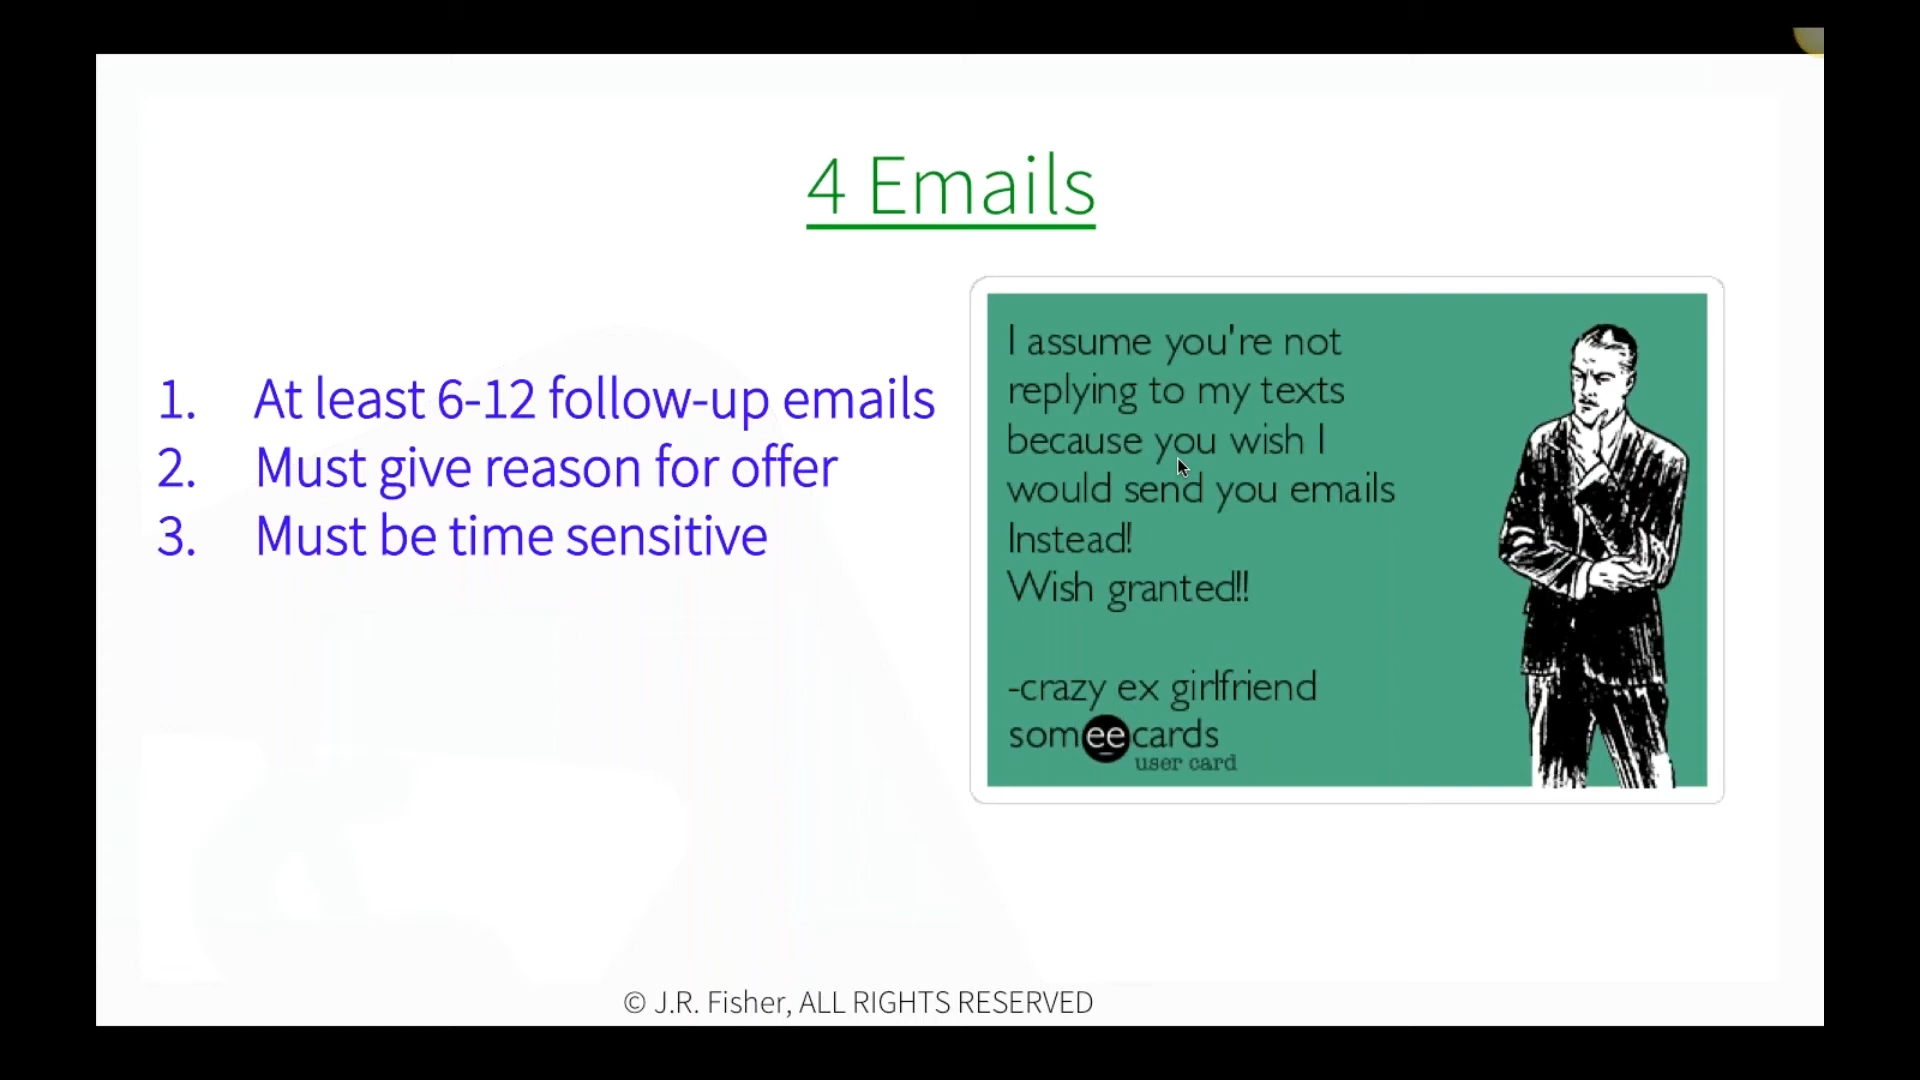 4 Emails
1. At least 6-12 follow-up emails
2. Must give reason for offer
3. Must be time sensitive
I assume you're not
replying to my texts
because you wish I
would send you emails
Instead!
Wish granted!!
-crazy ex girlfriend
someecards
user card
© J.R. Fisher, ALL RIGHTS RESERVED